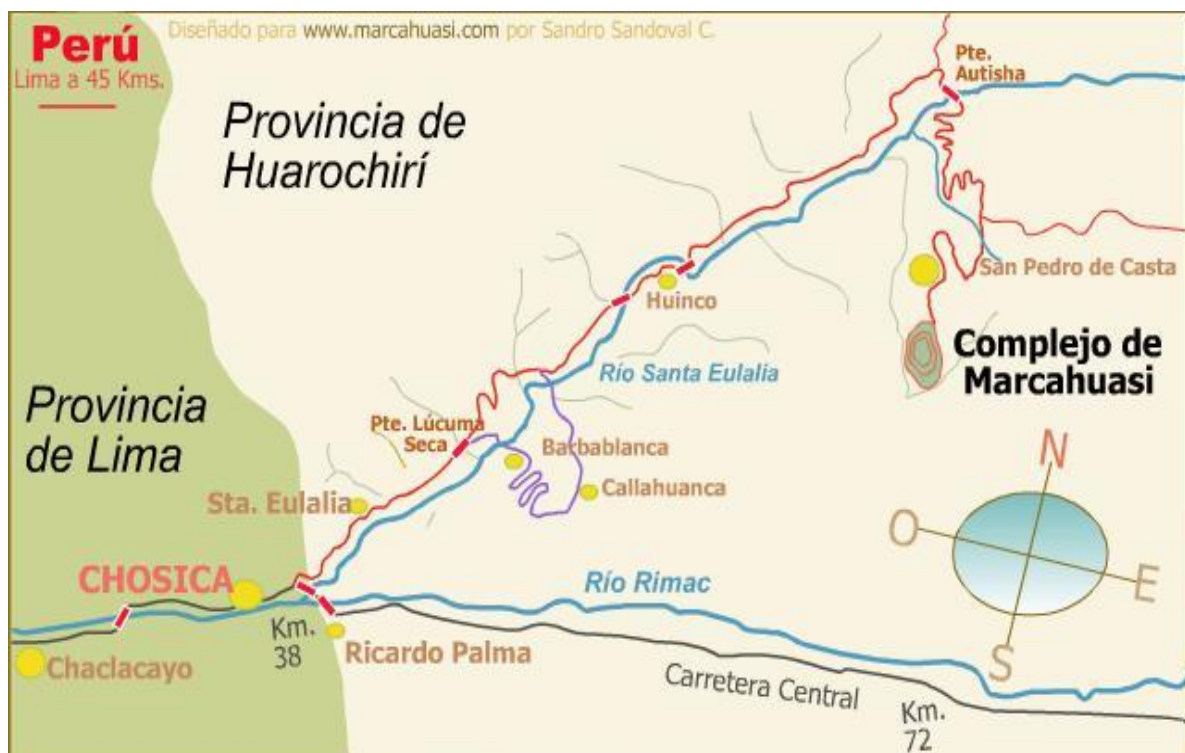 Perú
Lima a 45 Kms.
Diseñado para www.marcahuasi.com por Sandro Sandoval C.
Pte.
Autisha
Provincia de
Huarochirí
San Pedro de Casta
Huinco
Complejo de
Marcahuasi
Río Santa Eulalia
Provincia
de Lima
Pte. Lúcuma
Seca
Barbablanca
Callahuanca
Sta. Eulalia
N
O
E
S
CHOSICA
Río Rimac
Km.
38
Ricardo Palma
Chaclacayo
Carretera Central
Km.
72